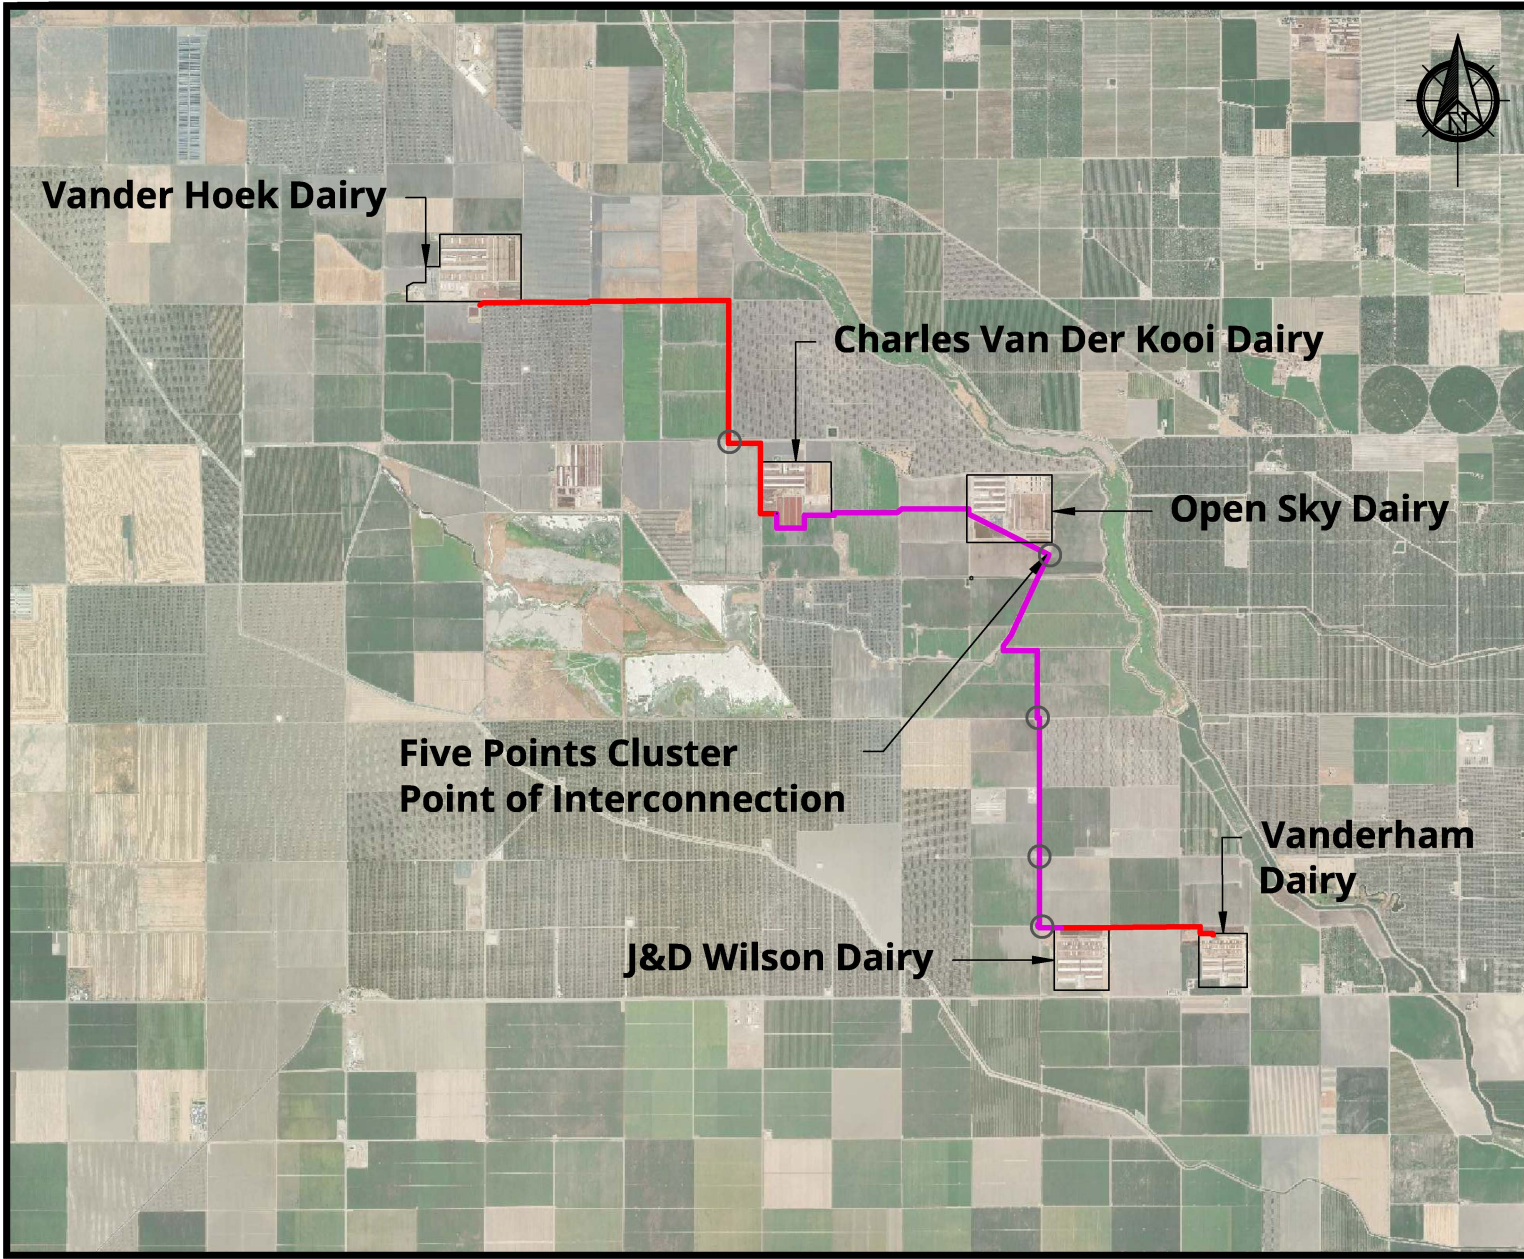 N
Vander Hoek Dairy
Charles Van Der Kooi Dairy
Open Sky Dairy
Five Points Cluster
Point of Interconnection
Vanderham
Dairy
J&D Wilson Dairy